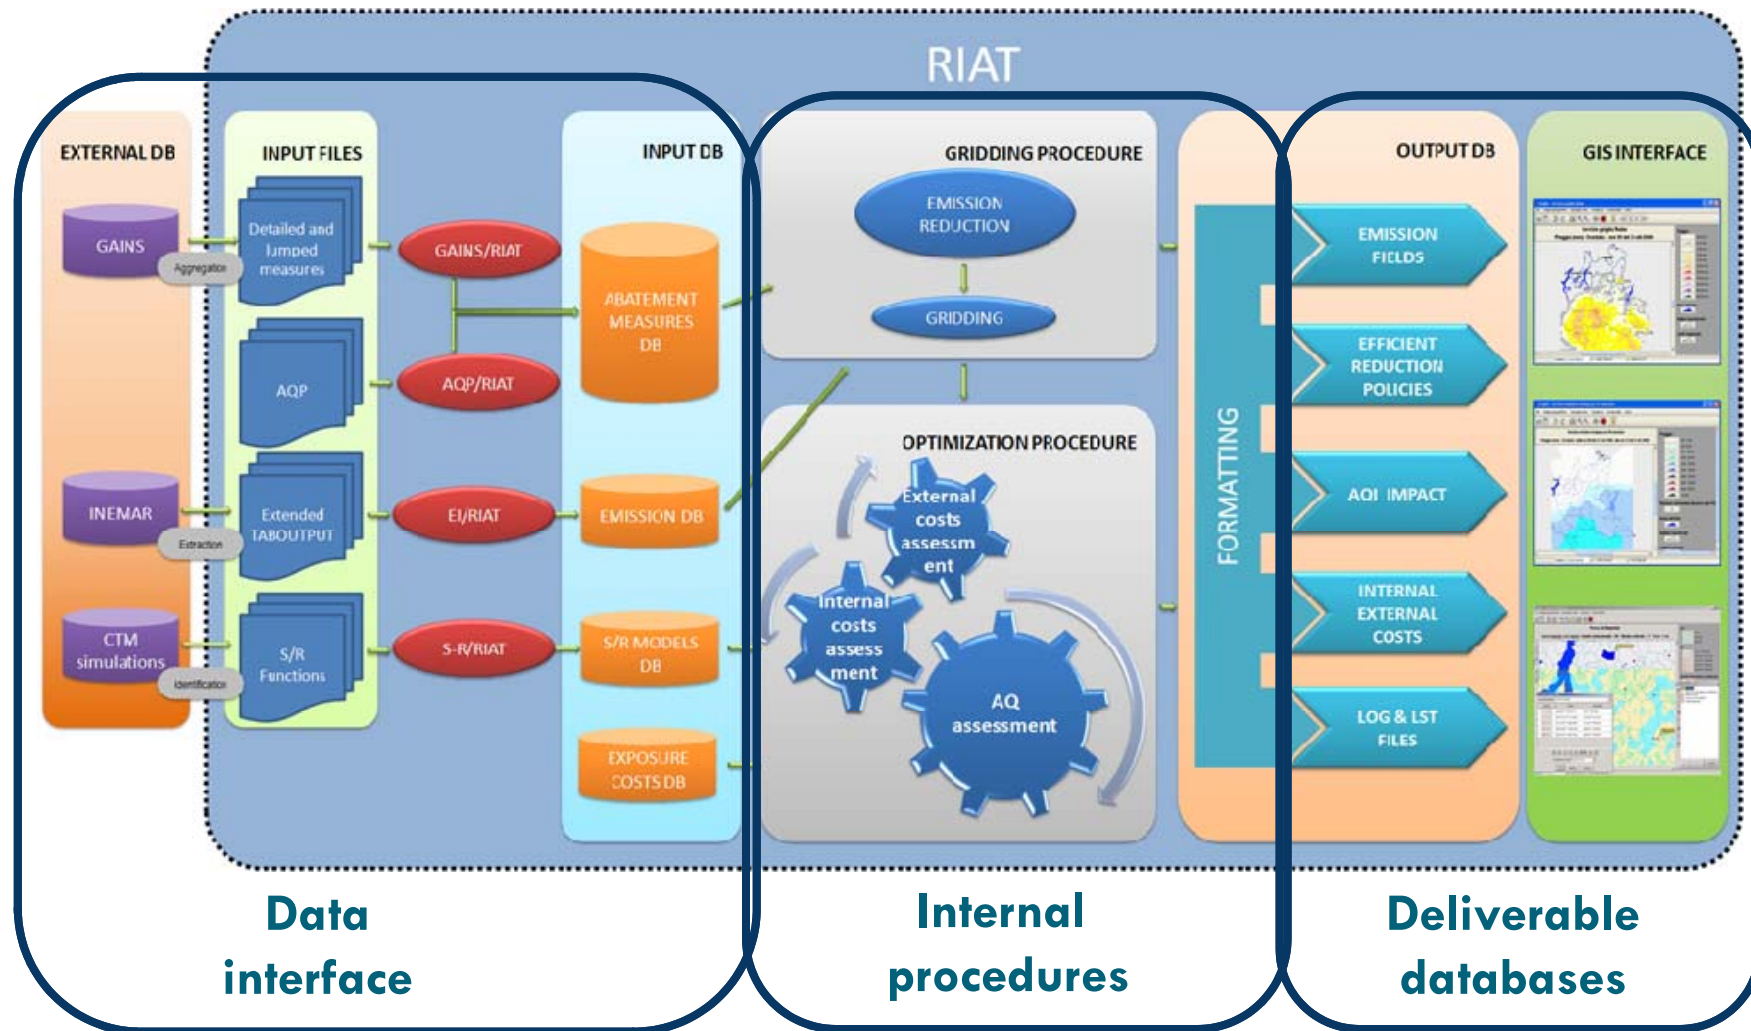 RIAT
EXTERNAL DB
GAINS
INEMAR
CTM
simulations
Aggregation
Extraction
Identification
INPUT FILES
Detailed and
lumped
measures
AQP
Extended
TABOUTPUT
S/R
Functions
GAINS/RIAT
AQP/RIAT
EI/RIAT
S-R/RIAT
INPUT DB
ABATEMENT
MEASURES
DB
EMISSION DB
S/R MODELS
DB
EXPOSURE
COSTS DB
GRIDDING PROCEDURE
EMISSION
REDUCTION
GRIDDING
OPTIMIZATION PROCEDURE
External
costs
assessm
ent
Internal
costs
assess
ment
AQ
assessment
OUTPUT DB
FORMATTING
EMISSION
FIELDS
EFFICIENT
REDUCTION
POLICIES
AQI IMPACT
INTERNAL
EXTERNAL
COSTS
LOG & LST
FILES
GIS INTERFACE
Data
interface
Internal
procedures
Deliverable
databases